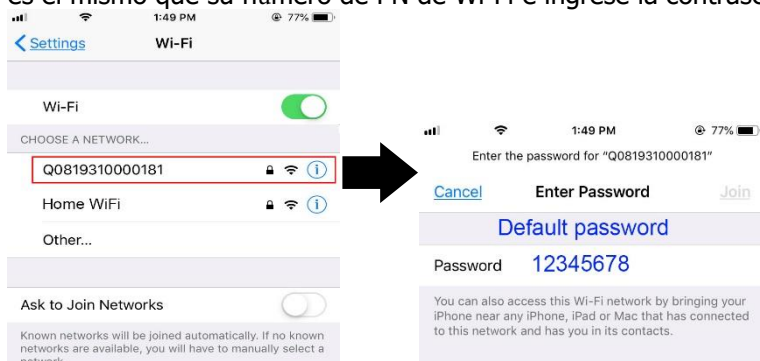 es el mismo que su número de PN de Wi-Fi e ingrese la
1:49 PM
77%
Settings
Wi-Fi
Wi-Fi
CHOOSE A NETWORK...
Q0819310000181
Home WiFi
Other...
Ask to Join Networks
Known networks will be joined automatically. If no known
networks are available, you will have to manually select a
network.
1:49 PM
77%
Enter the password for "Q0819310000181"
Cancel
Enter Password
Join
Default password
Password 12345678
You can also access this Wi-Fi network by bringing your
iPhone near any iPhone, iPad or Mac that has connected
to this network and has you in its contacts.